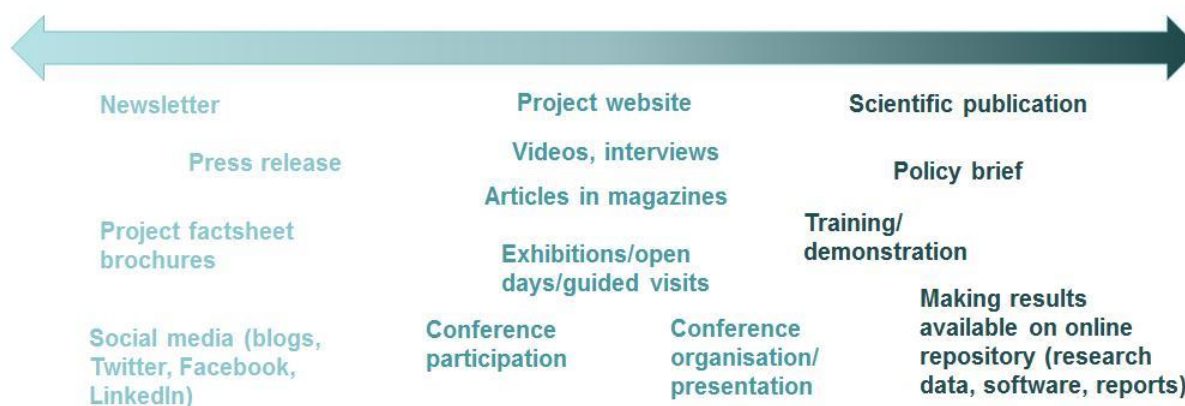 Newsletter
Project website
Scientific publication
Press release
Videos, interviews
Policy brief
Articles in magazines
Project factsheet
brochures
Training/
demonstration
Exhibitions/open
days/guided visits
Social media (blogs,
Twitter, Facebook,
LinkedIn)
Conference
participation
Conference
organisation/
presentation
Making results
available on online
repository (research
data, software, reports)